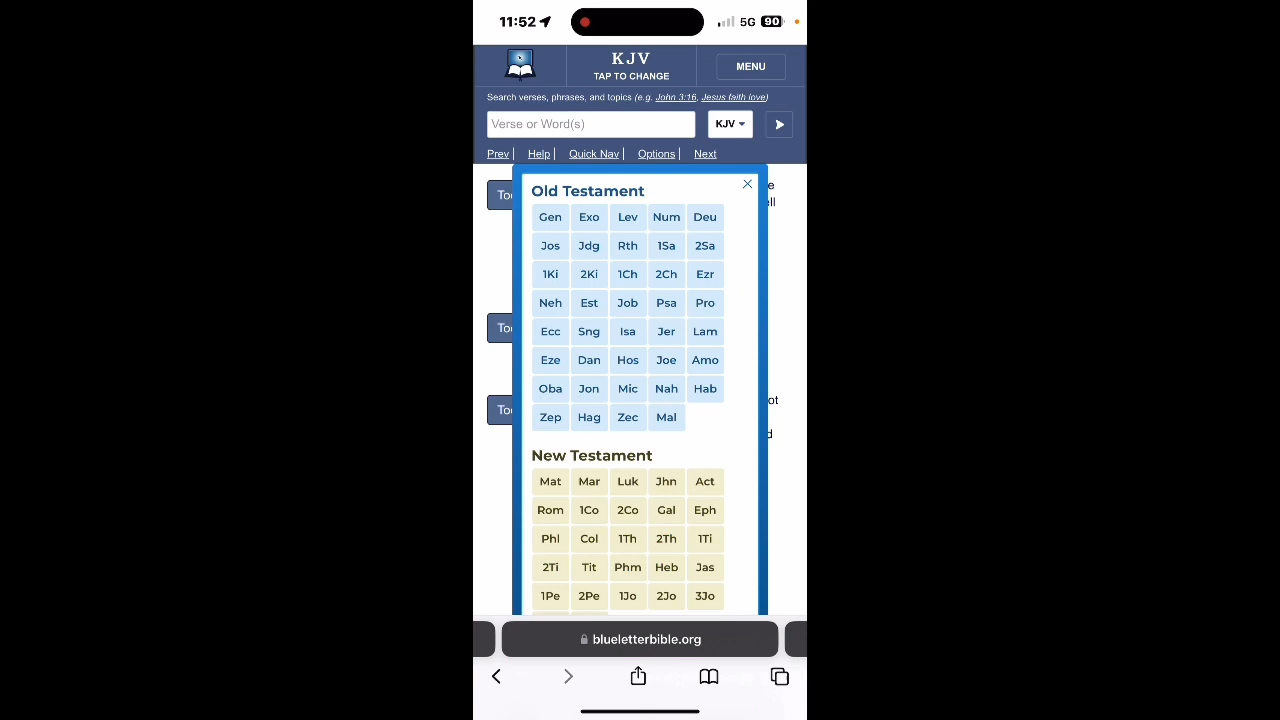 11:52 5G 90
KJV
TAP TO CHANGE
MENU
Search verses, phrases, and topics (e.g. John 3:16, Jesus faith love)
Verse or Word(s) KJV
Prev | Help | Quick Nav | Options | Next
Old Testament
Gen Exo Lev Num Deu
Jos Jdg Rth 1Sa 2Sa
1Ki 2Ki 1Ch 2Ch Ezr
Neh Est Job Psa Pro
Ecc Sng Isa Jer Lam
Eze Dan Hos Joe Amo
Oba Jon Mic Nah Hab
Zep Hag Zec Mal
New Testament
Mat Mar Luk Jhn Act
Rom 1Co 2Co Gal Eph
Phl Col 1Th 2Th 1Ti
2Ti Tit Phm Heb Jas
1Pe 2Pe 1Jo 2Jo 3Jo
blueletterbible.org